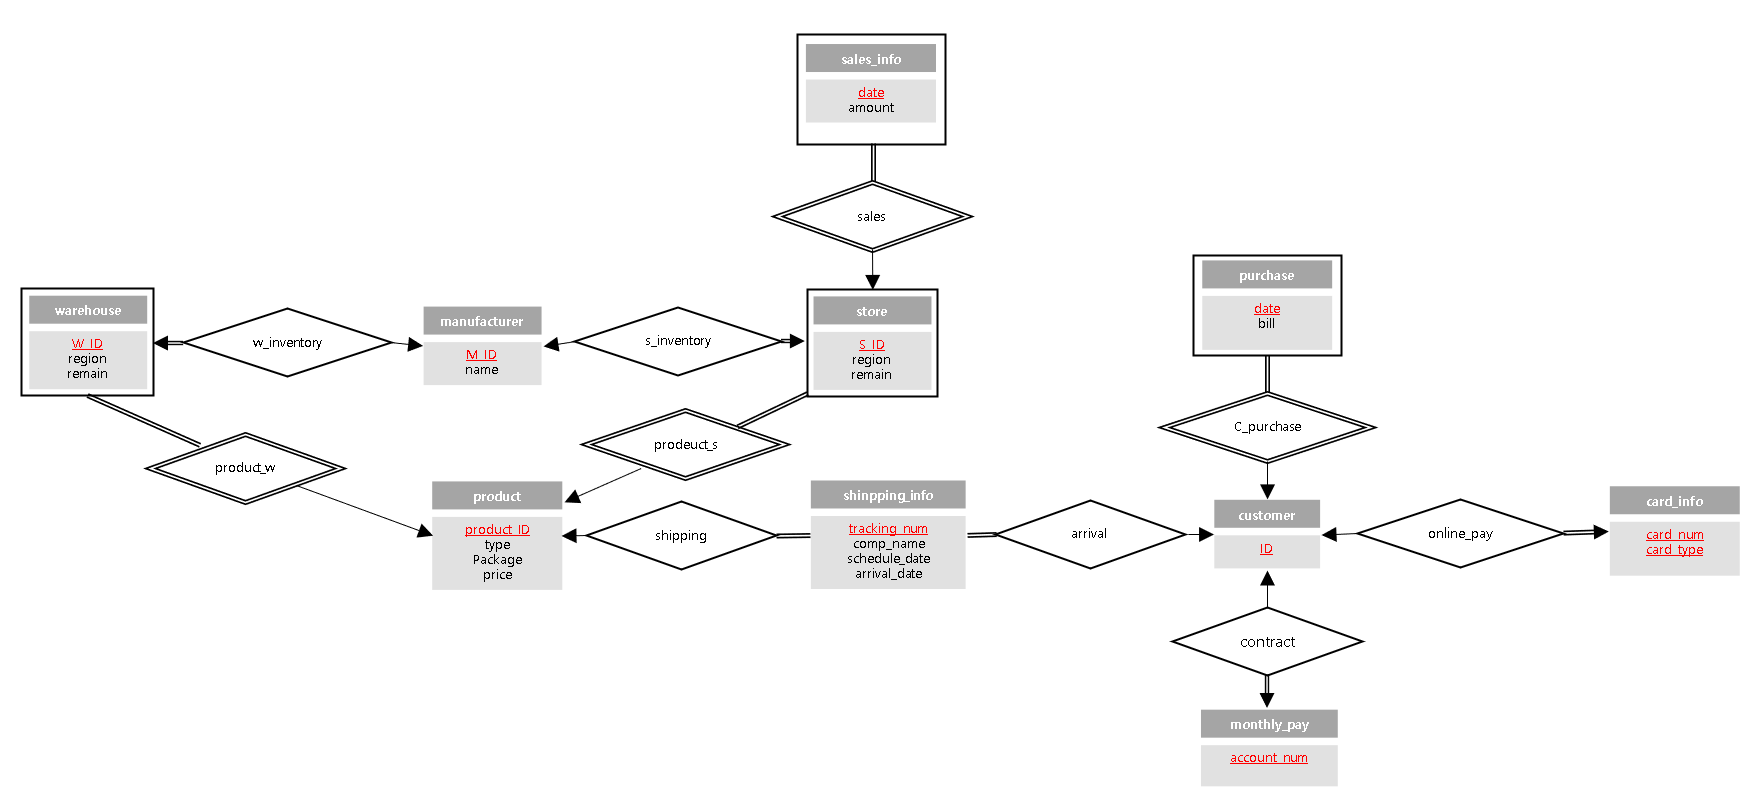 sales_info
date
amount
sales
warehouse
W_ID
region
remain
w_inventory
manufacturer
M_ID
name
s_inventory
store
S_ID
region
remain
purchase
date
bill
C_purchase
product_w
prodeuct_s
product
product_ID
type
Package
price
shipping
shinpping_info
tracking_num
comp_name
schedule_date
arrival_date
arrival
customer
ID
online_pay
card_info
card_num
card_type
contract
monthly_pay
account_num